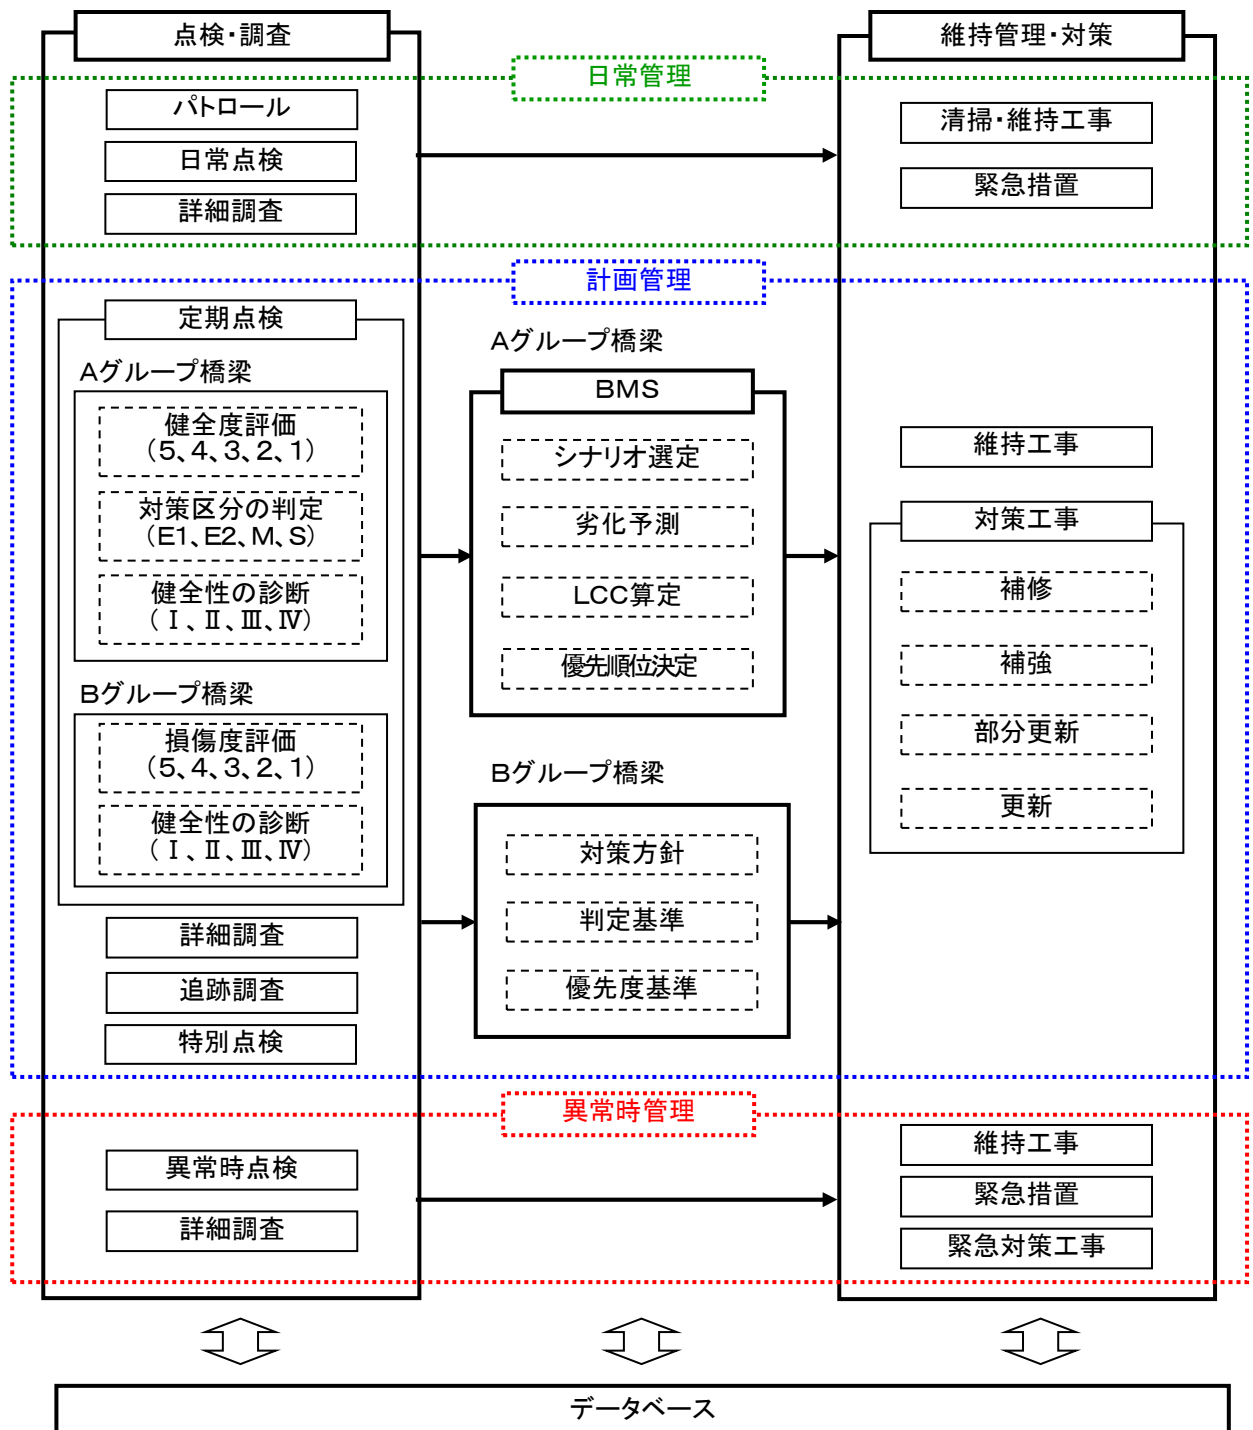 点検・調査
維持管理・対策
日常管理
パトロール
日常点検
詳細調査
清掃・維持工事
緊急措置
計画管理
定期点検
Aグループ橋梁
健全度評価
(5、4、3、2、1)
対策区分の判定
(E1、E2、M、S)
健全性の診断
(Ⅰ、Ⅱ、Ⅲ、Ⅳ)
Bグループ橋梁
損傷度評価
(5、4、3、2、1)
健全性の診断
(Ⅰ、Ⅱ、Ⅲ、Ⅳ)
詳細調査
追跡調査
特別点検
Aグループ橋梁
BMS
シナリオ選定
劣化予測
LCC算定
優先順位決定
Bグループ橋梁
対策方針
判定基準
優先度基準
維持工事
対策工事
補修
補強
部分更新
更新
異常時管理
異常時点検
詳細調査
維持工事
緊急措置
緊急対策工事
データベース